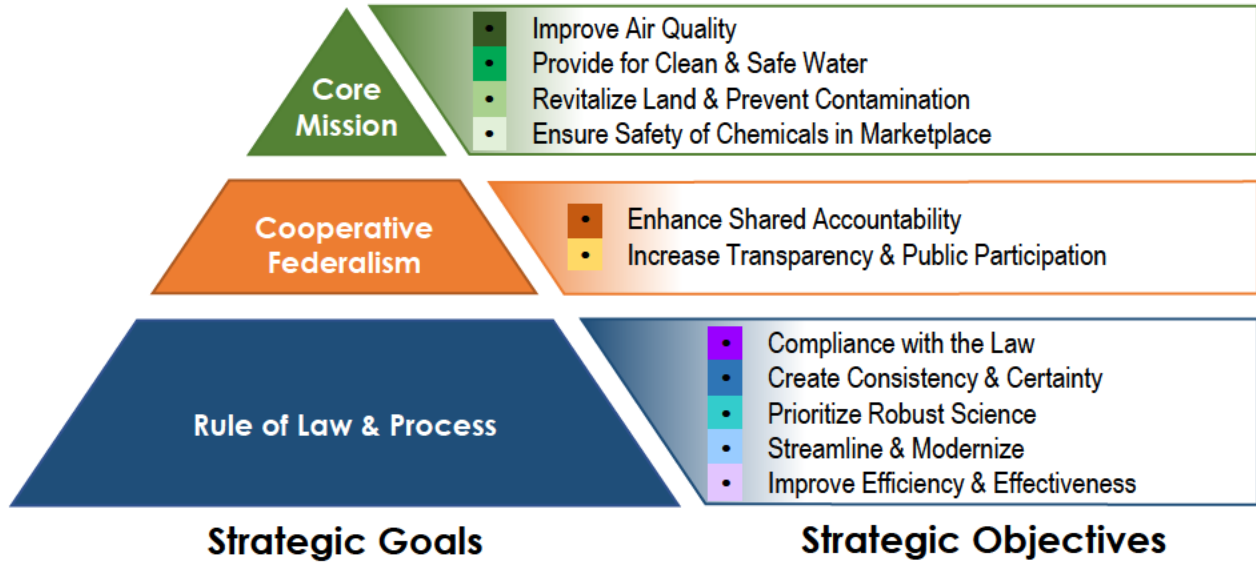 Core
Mission
• Improve Air Quality
• Provide for Clean & Safe Water
• Revitalize Land & Prevent Contamination
• Ensure Safety of Chemicals in Marketplace
Cooperative
Federalism
• Enhance Shared Accountability
• Increase Transparency & Public Participation
Rule of Law & Process
• Compliance with the Law
• Create Consistency & Certainty
• Prioritize Robust Science
• Streamline & Modernize
• Improve Efficiency & Effectiveness
Strategic Goals
Strategic Objectives